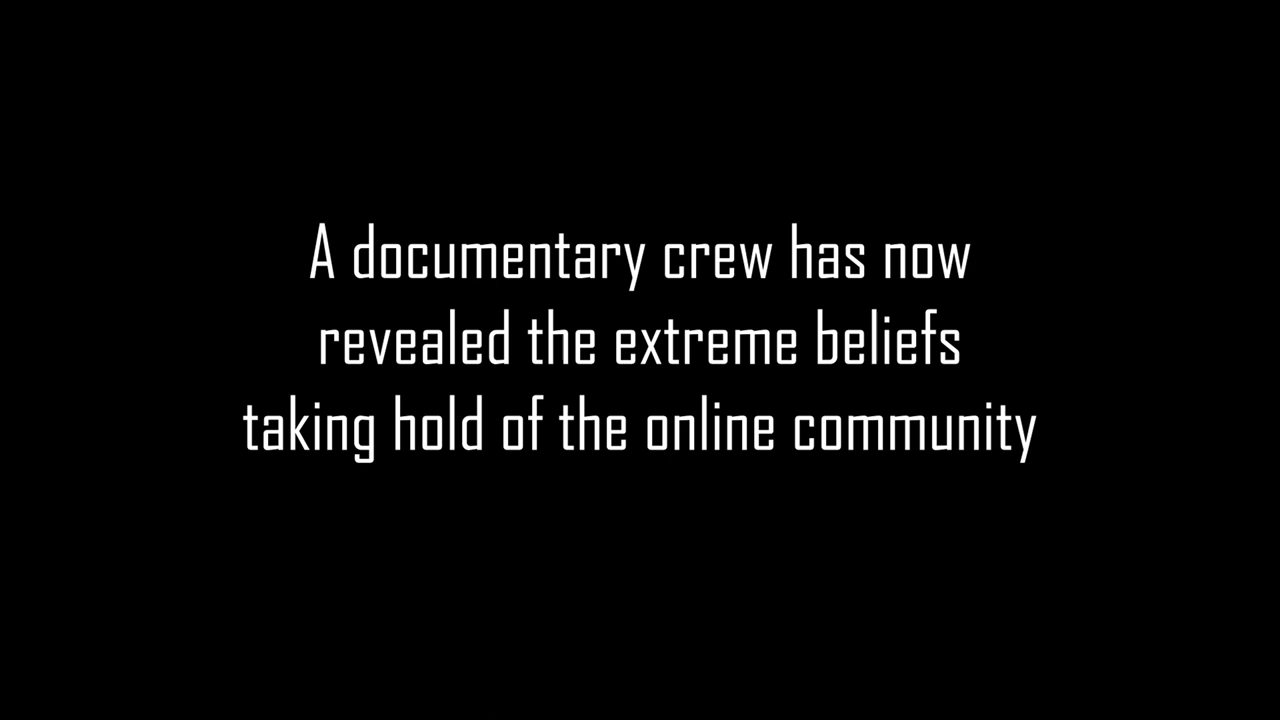 A documentary crew has now
revealed the extreme beliefs
taking hold of the online community